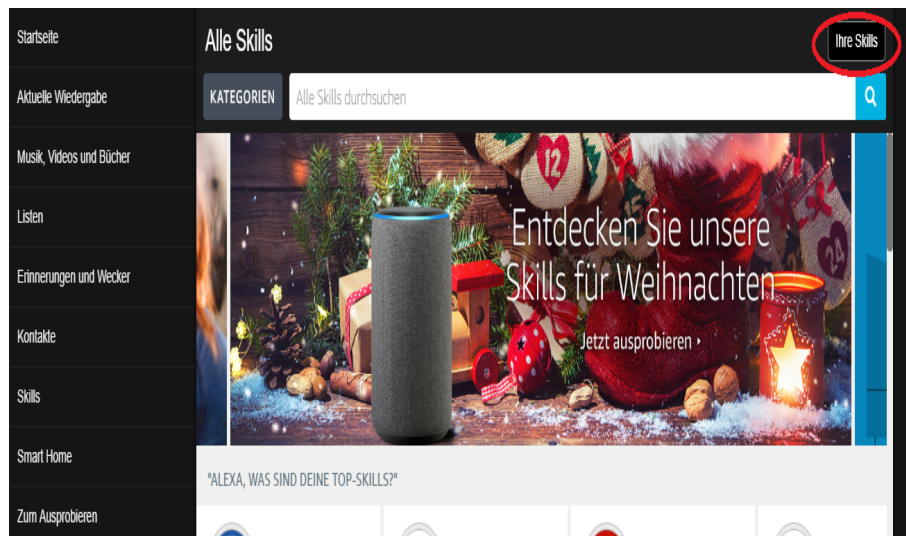 Startseite
Aktuelle Wiedergabe
Musik, Videos und Bücher
Listen
Erinnerungen und Wecker
Kontakte
Skills
Smart Home
Zum Ausprobieren
Alle Skills
Ihre Skills
KATEGORIEN
Alle Skills durchsuchen
12
Entdecken Sie unsere
Skills für Weihnachten
Jetzt ausprobieren ›
24
"ALEXA, WAS SIND DEINE TOP-SKILLS?"